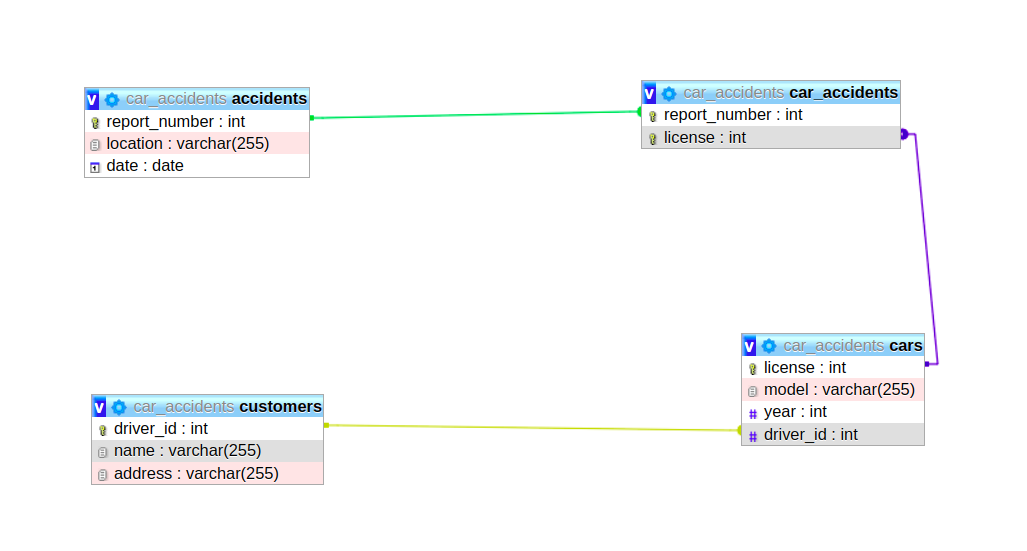 v car_accidents accidents
report_number : int
location : varchar(255)
date : date
v car_accidents car_accidents
report_number : int
license : int
v car_accidents cars
license : int
model : varchar(255)
# year : int
# driver_id : int
v car_accidents customers
driver_id : int
name : varchar(255)
address : varchar(255)